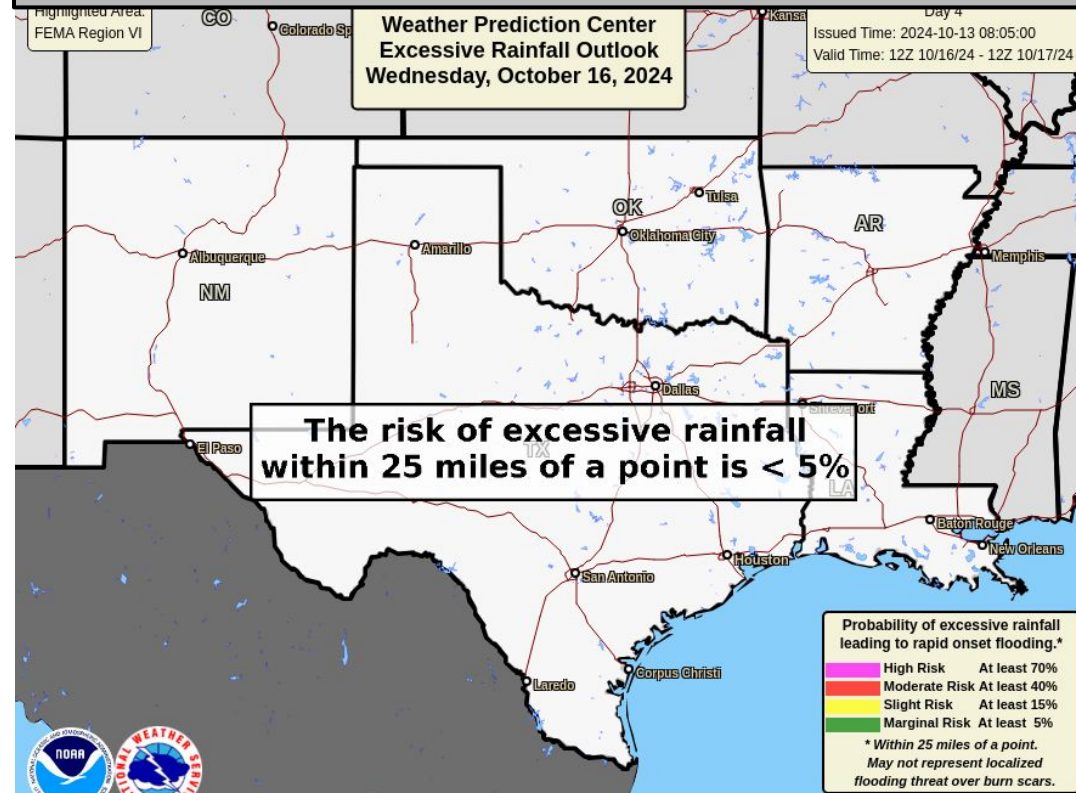 Highlighted Area:
FEMA Region VI
Weather Prediction Center
Excessive Rainfall Outlook
Wednesday, October 16, 2024
Day 4
Issued Time: 2024-10-13 08:05:00
Valid Time: 12Z 10/16/24 - 12Z 10/17/24
CO
Colorado Sp
Kansa
Tulsa
OK
Oklahoma City
AR
Amarillo
Albuquerque
Memphis
NM
Dallas
MS
Shreveport
The risk of excessive rainfall
within 25 miles of a point is < 5%
El Paso
TX
LA
Baton Rouge
New Orleans
Houston
San Antonio
Corpus Christi
Laredo
Probability of excessive rainfall
leading to rapid onset flooding.*
High Risk At least 70%
Moderate Risk At least 40%
Slight Risk At least 15%
Marginal Risk At least 5%
* Within 25 miles of a point.
May not represent localized
flooding threat over burn scars.
NOAA
WEATHER